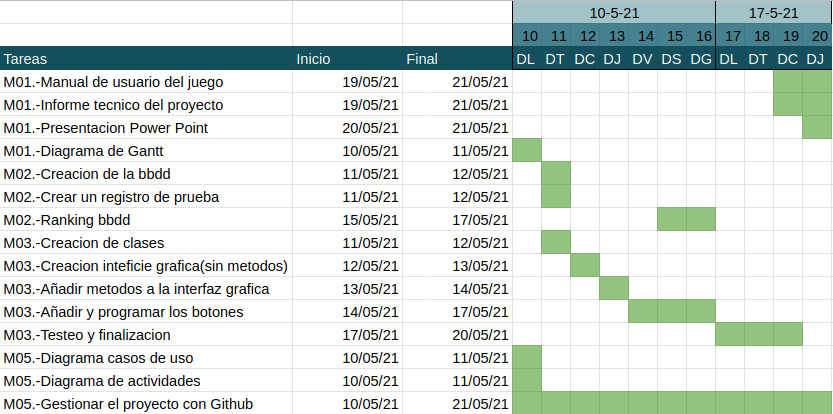 10-5-21 17-5-21
10 11 12 13 14 15 16 17 18 19 20
Tareas Inicio Final DL DT DC DJ DV DS DG DL DT DC DJ
M01.-Manual de usuario del juego 19/05/21 21/05/21
M01.-Informe tecnico del proyecto 19/05/21 21/05/21
M01.-Presentacion Power Point 20/05/21 21/05/21
M01.-Diagrama de Gantt 10/05/21 11/05/21
M02.-Creacion de la bbdd 11/05/21 12/05/21
M02.-Crear un registro de prueba 11/05/21 12/05/21
M02.-Ranking bbdd 15/05/21 17/05/21
M03.-Creacion de clases 11/05/21 12/05/21
M03.-Creacion inteficie grafica(sin metodos) 12/05/21 13/05/21
M03.-Añadir metodos a la interfaz grafica 13/05/21 14/05/21
M03.-Añadir y programar los botones 14/05/21 17/05/21
M03.-Testeo y finalizacion 17/05/21 20/05/21
M05.-Diagrama casos de uso 10/05/21 11/05/21
M05.-Diagrama de actividades 10/05/21 11/05/21
M05.-Gestionar el proyecto con Github 10/05/21 21/05/21